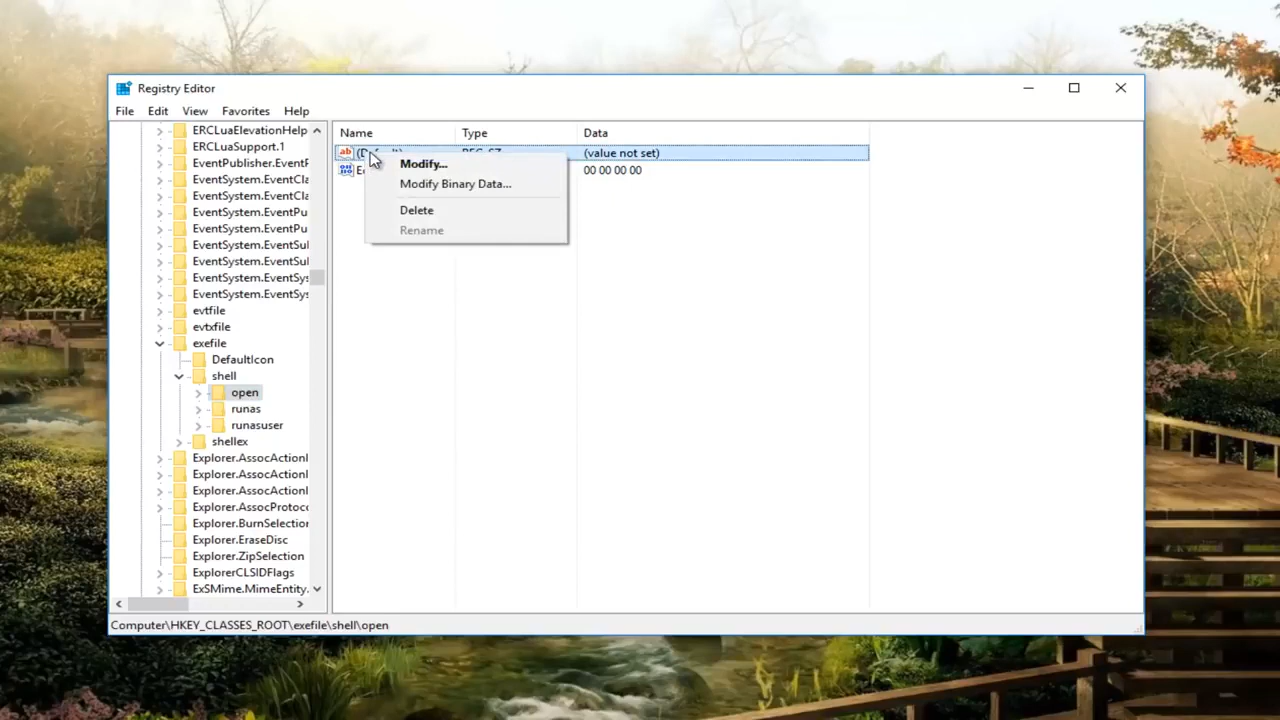 Registry Editor
File Edit View Favorites Help
ERCLuaElevationHelp
ERCLuaSupport.1
EventPublisher.EventF
EventSystem.EventCla
EventSystem.EventCla
EventSystem.EventPu
EventSystem.EventPu
EventSystem.EventSul
EventSystem.EventSul
EventSystem.EventSys
EventSystem.EventSys
evtfile
evtxfile
exefile
DefaultIcon
shell
open
runas
runasuser
shellex
Explorer.AssocActionI
Explorer.AssocActionI
Explorer.AssocActionI
Explorer.AssocProtoco
Explorer.BurnSelection
Explorer.EraseDisc
Explorer.ZipSelection
ExplorerCLSIDFlags
ExSMime.MimeEntity.
Name Type Data
(Default) REG_SZ (value not set)
00 00 00 00
Modify...
Modify Binary Data...
Delete
Rename
Computer\HKEY_CLASSES_ROOT\exefile\shell\open